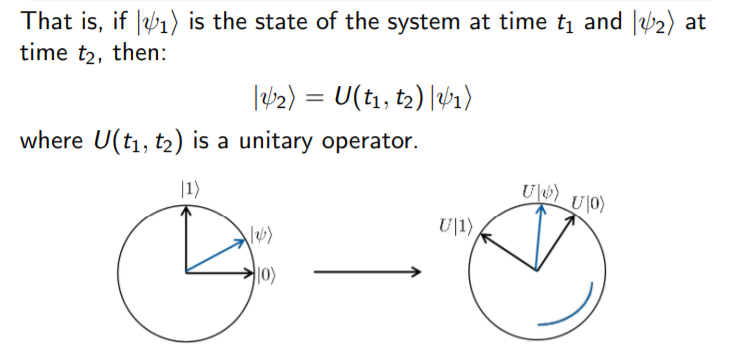 That is, if |ψ₁⟩ is the state of the system at time t₁ and |ψ₂⟩ at
time t₂, then:
|ψ₂⟩ = U(t₁, t₂)|ψ₁⟩
where U(t₁, t₂) is a unitary operator.
|1⟩
|ψ⟩
|0⟩
U|ψ⟩
U|0⟩
U|1⟩